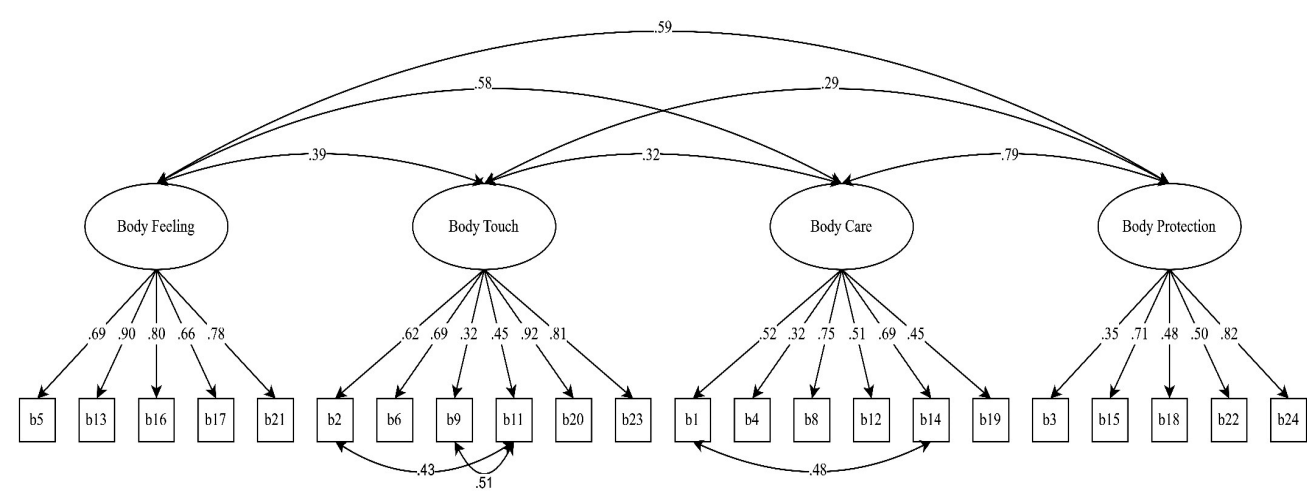 .59
.58 .29
.39 .32 .79
Body Feeling Body Touch Body Care Body Protection
.69 .90 .80 .66 .78 .62 .69 .32 .45 .92 .81 .52 .32 .75 .51 .69 .45 .35 .71 .48 .50 .82
b5 b13 b16 b17 b21 b2 b6 b9 b11 b20 b23 b1 b4 b8 b12 b14 b19 b3 b15 b18 b22 b24
.43 .48
.51